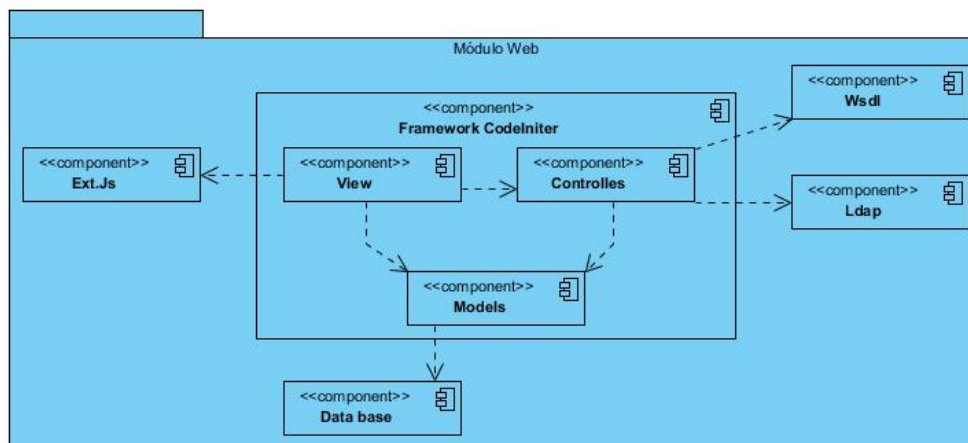 Módulo Web
<<component>>
Wsdl
<<component>>
Framework CodeIniter
<<component>>
Ext.Js
<<component>>
View
<<component>>
Controlles
<<component>>
Ldap
<<component>>
Models
<<component>>
Data base